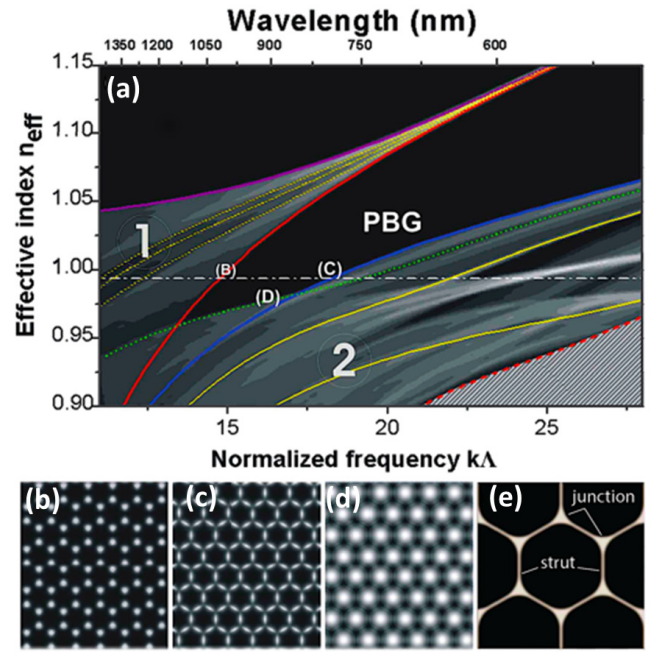 Wavelength (nm)
1350 1200 1050 900 750 600
(a)
1.15
1.10
1.05
1.00
0.95
0.90
Effective index neff
1
PBG
(B)
(C)
(D)
2
15 20 25
Normalized frequency kΛ
(b) (c) (d) (e)
junction
strut